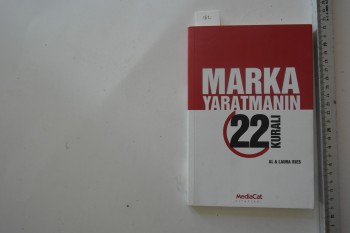 MARKA
YARATMANIN
22
KURALI
AL & LAURA RIES
MediaCat